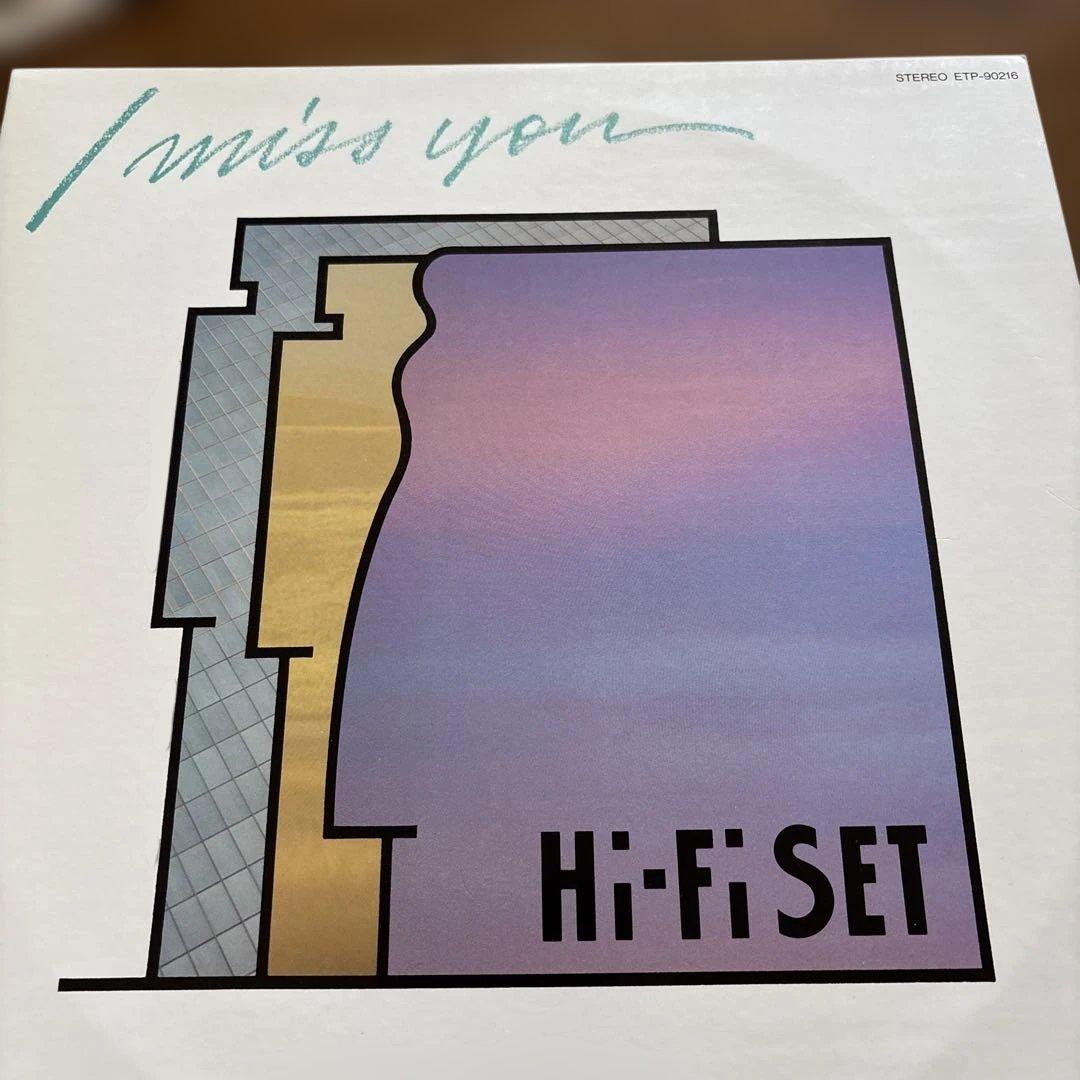 STEREO ETP-90216
I miss you
Hi-Fi SET